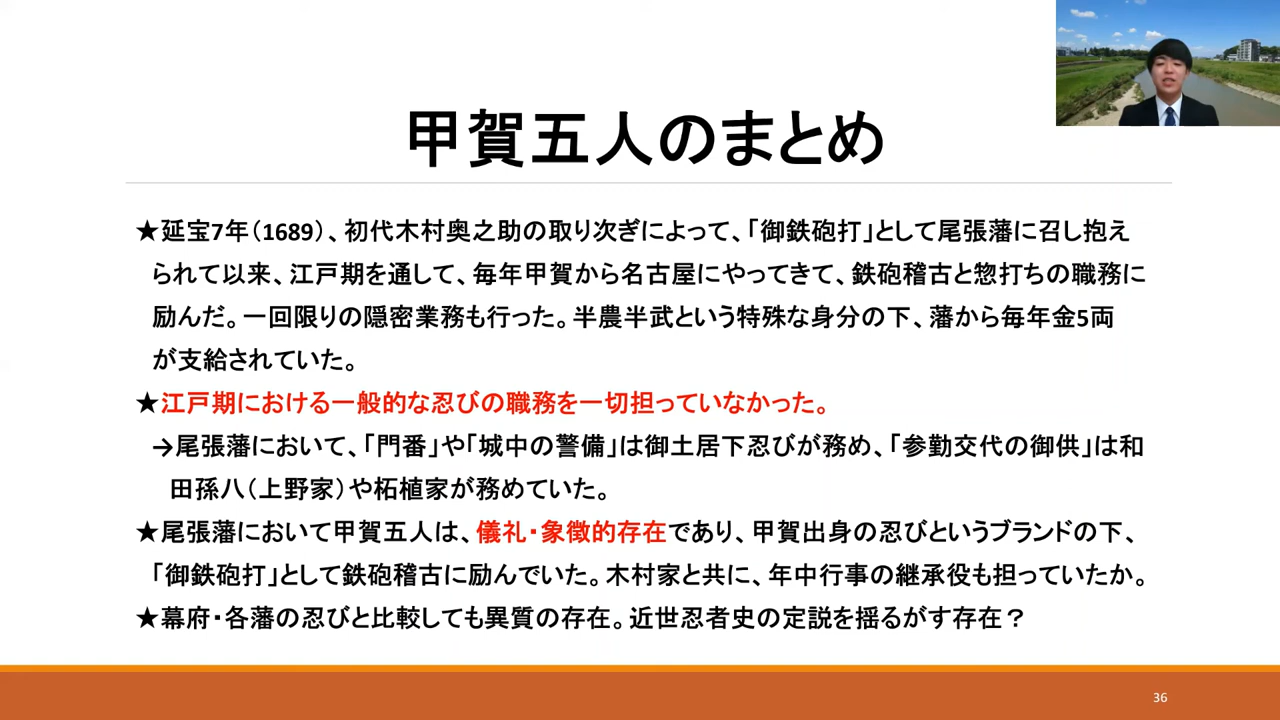 甲賀五人のまとめ
★延宝7年(1689)、初代木村奥之助の取り次ぎによって、「御鉄砲打」として尾張藩に召し抱え
られて以来、江戸期を通して、毎年甲賀から名古屋にやってきて、鉄砲稽古と惣打ちの職務に
励んだ。一回限りの隠密業務も行った。半農半武という特殊な身分の下、藩から毎年金5両
が支給されていた。
★江戸期における一般的な忍びの職務を一切担っていなかった。
→尾張藩において、「門番」や「城中の警備」は御土居下忍びが務め、「参勤交代の御供」は和
田孫八(上野家)や柘植家が務めていた。
★尾張藩において甲賀五人は、儀礼・象徴的存在であり、甲賀出身の忍びというブランドの下、
「御鉄砲打」として鉄砲稽古に励んでいた。木村家と共に、年中行事の継承役も担っていたか。
★幕府・各藩の忍びと比較しても異質の存在。近世忍者史の定説を揺るがす存在?
36